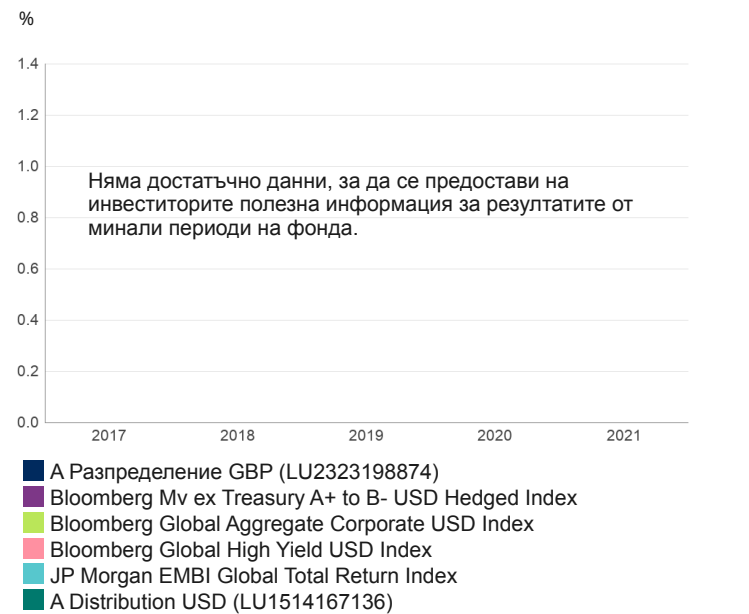 %
1.4
1.2
1.0
Няма достатъчно данни, за да се предостави на
инвеститорите полезна информация за резултатите от
0.8
минали периоди на фонда.
0.6
0.4
0.2
0.0
2017 2018 2019 2020 2021
А Разпределение GBP (LU2323198874)
Bloomberg Mv ex Treasury A+ to B- USD Hedged Index
Bloomberg Global Aggregate Corporate USD Index
Bloomberg Global High Yield USD Index
JP Morgan EMBI Global Total Return Index
A Distribution USD (LU1514167136)